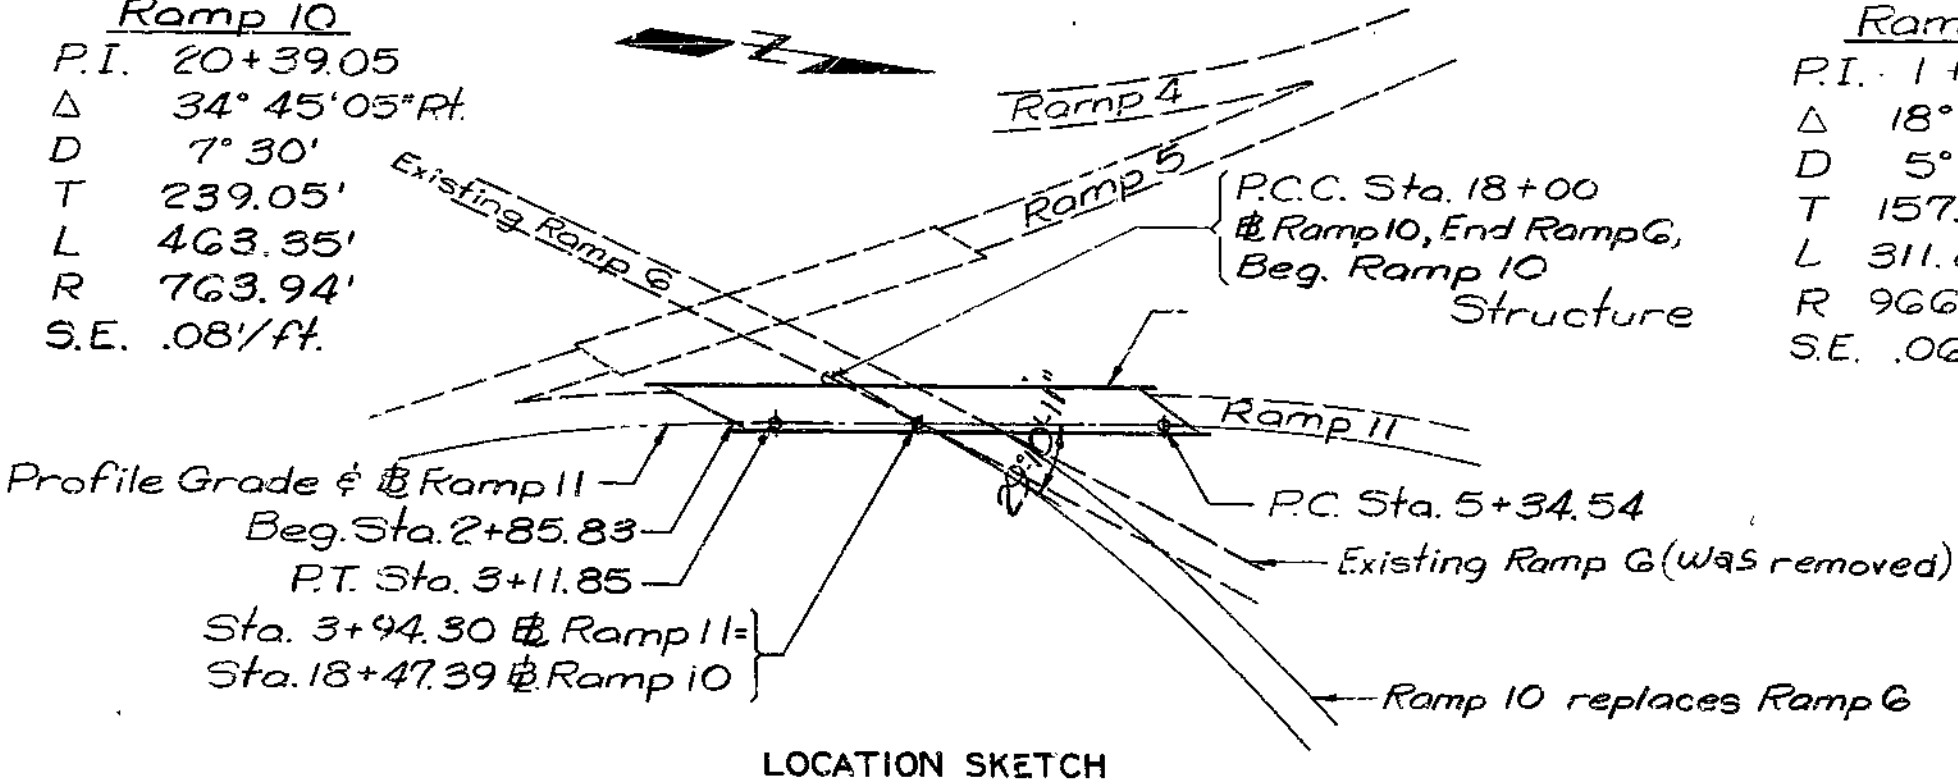 Ramp 10
P.I. 20+39.05
Δ 34° 45' 05" Rt.
D 7° 30'
T 239.05'
L 463.35'
R 763.94'
S.E. .08'/ft.
Z
Ramp 4
Ramp 5
Existing Ramp 6
P.C.C. Sta. 18+00
℄ Ramp 10, End Ramp 6,
Beg. Ramp 10
Structure
Ramp 11
P.I. 1+
Δ 18°
D 5°
T 157.
L 311.
R 966
S.E. .06
Profile Grade & ℄ Ramp 11
Beg. Sta. 2+85.83
P.T. Sta. 3+11.85
Sta. 3+94.30 ℄ Ramp 11=
Sta. 18+47.39 ℄ Ramp 10
P.C. Sta. 5+34.54
Existing Ramp 6 (was removed)
Ramp 10 replaces Ramp 6
LOCATION SKETCH